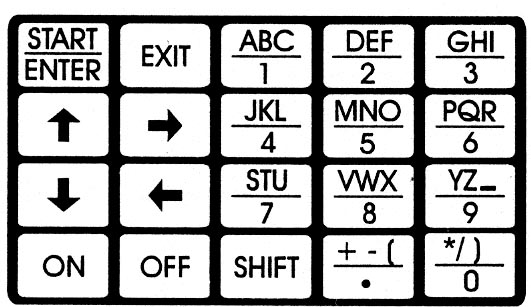 START ENTER EXIT ABC 1 DEF 2 GHI 3
↑ → JKL 4 MNO 5 PQR 6
↓ ← STU 7 VWX 8 YZ_ 9
ON OFF SHIFT + - ( . */ ) 0